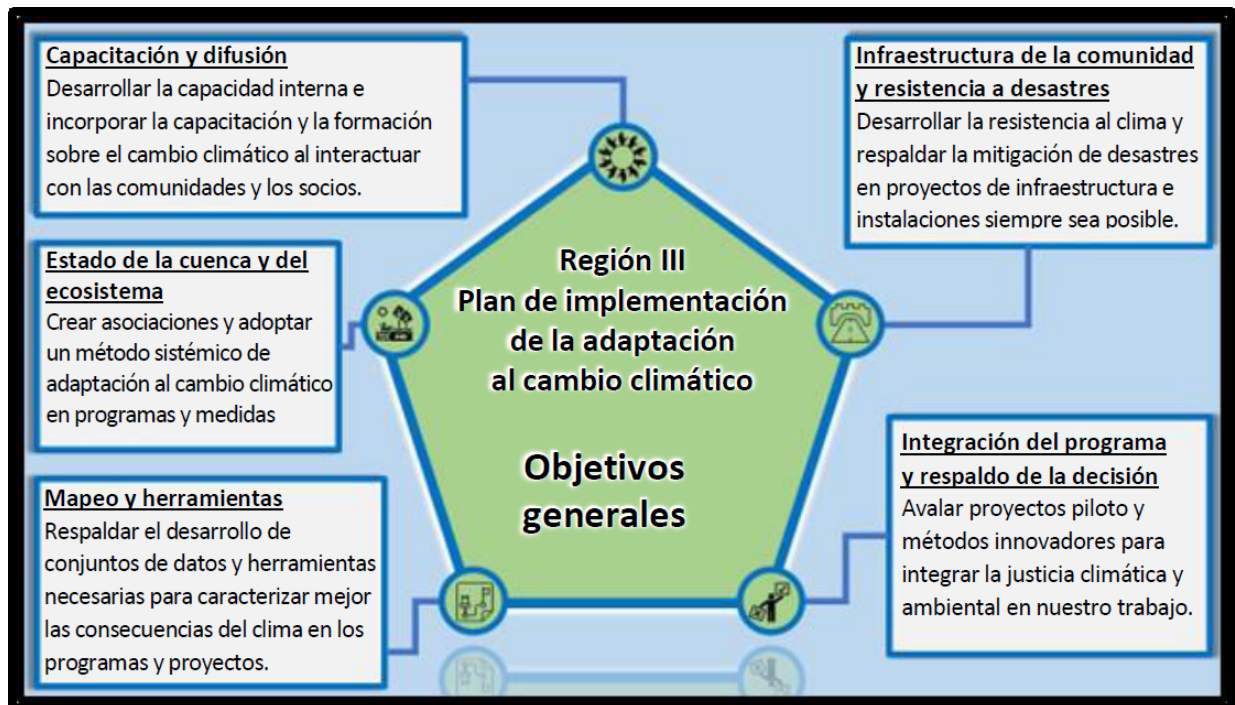 Capacitación y difusión
Desarrollar la capacidad interna e
incorporar la capacitación y la formación
sobre el cambio climático al interactuar
con las comunidades y los socios.
Infraestructura de la comunidad
y resistencia a desastres
Desarrollar la resistencia al clima y
respaldar la mitigación de desastres
en proyectos de infraestructura e
instalaciones siempre sea posible.
Estado de la cuenca y del
ecosistema
Crear asociaciones y adoptar
un método sistémico de
adaptación al cambio climático
en programas y medidas
Región III
Plan de implementación
de la adaptación
al cambio climático
Objetivos
generales
Mapeo y herramientas
Respaldar el desarrollo de
conjuntos de datos y herramientas
necesarias para caracterizar mejor
las consecuencias del clima en los
programas y proyectos.
Integración del programa
y respaldo de la decisión
Avalar proyectos piloto y
métodos innovadores para
integrar la justicia climática y
ambiental en nuestro trabajo.